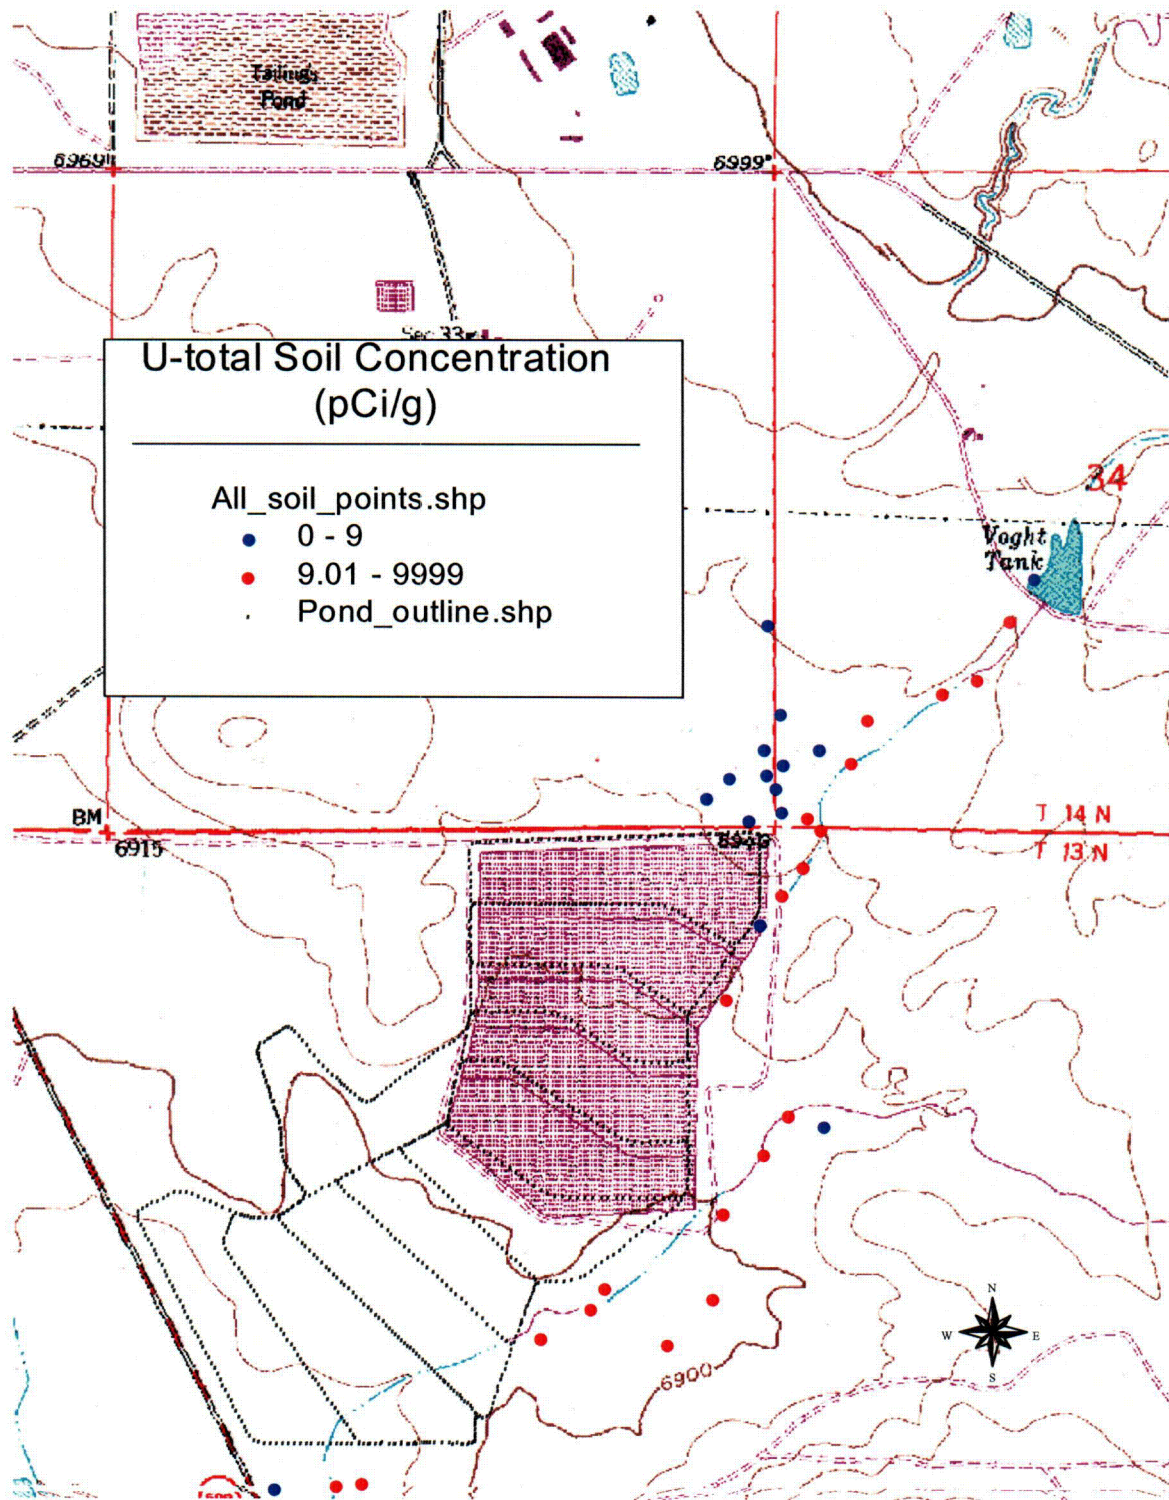 Tailings
Pond
6969
6999
Sec 33
U-total Soil Concentration
(pCi/g)
All_soil_points.shp
0 - 9
9.01 - 9999
Pond_outline.shp
34
Voght
Tank
BM
6915
T 14 N
T 13 N
N
W
E
S
6900